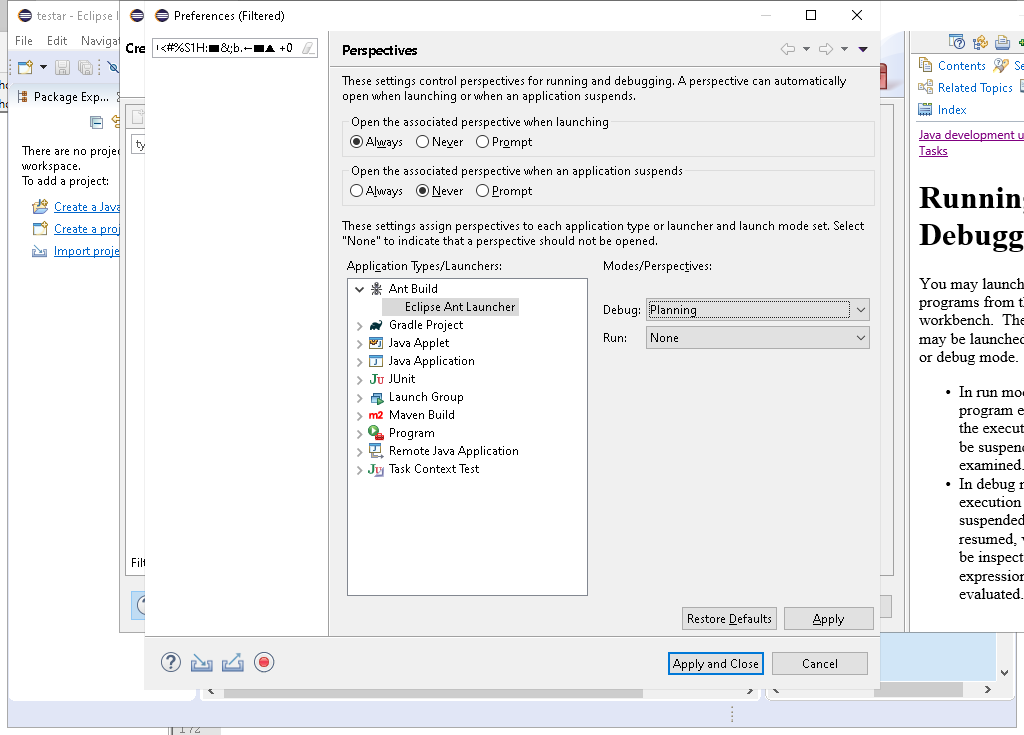 testar - Eclipse I
File Edit Navigat
Package Exp...
There are no projec
workspace.
To add a project:
Create a Java
Create a proj
Import proje
Cre
ty
Filt
Preferences (Filtered)
Perspectives
These settings control perspectives for running and debugging. A perspective can automatically
open when launching or when an application suspends.
Open the associated perspective when launching
Always Never Prompt
Open the associated perspective when an application suspends
Always Never Prompt
These settings assign perspectives to each application type or launcher and launch mode set. Select
"None" to indicate that a perspective should not be opened.
Application Types/Launchers:
Modes/Perspectives:
Ant Build
Eclipse Ant Launcher
Gradle Project
Java Applet
Java Application
JUnit
Launch Group
Maven Build
Program
Remote Java Application
Task Context Test
Debug: Planning
Run: None
Restore Defaults Apply
Apply and Close Cancel
Contents Se
Related Topics
Index
Java development u
Tasks
Running
Debugg
You may launch
programs from th
workbench. The
may be launched
or debug mode.
• In run mod
program e
the execut
be suspend
examined.
• In debug m
execution
suspended
resumed, v
be inspect
expression
evaluated.
172